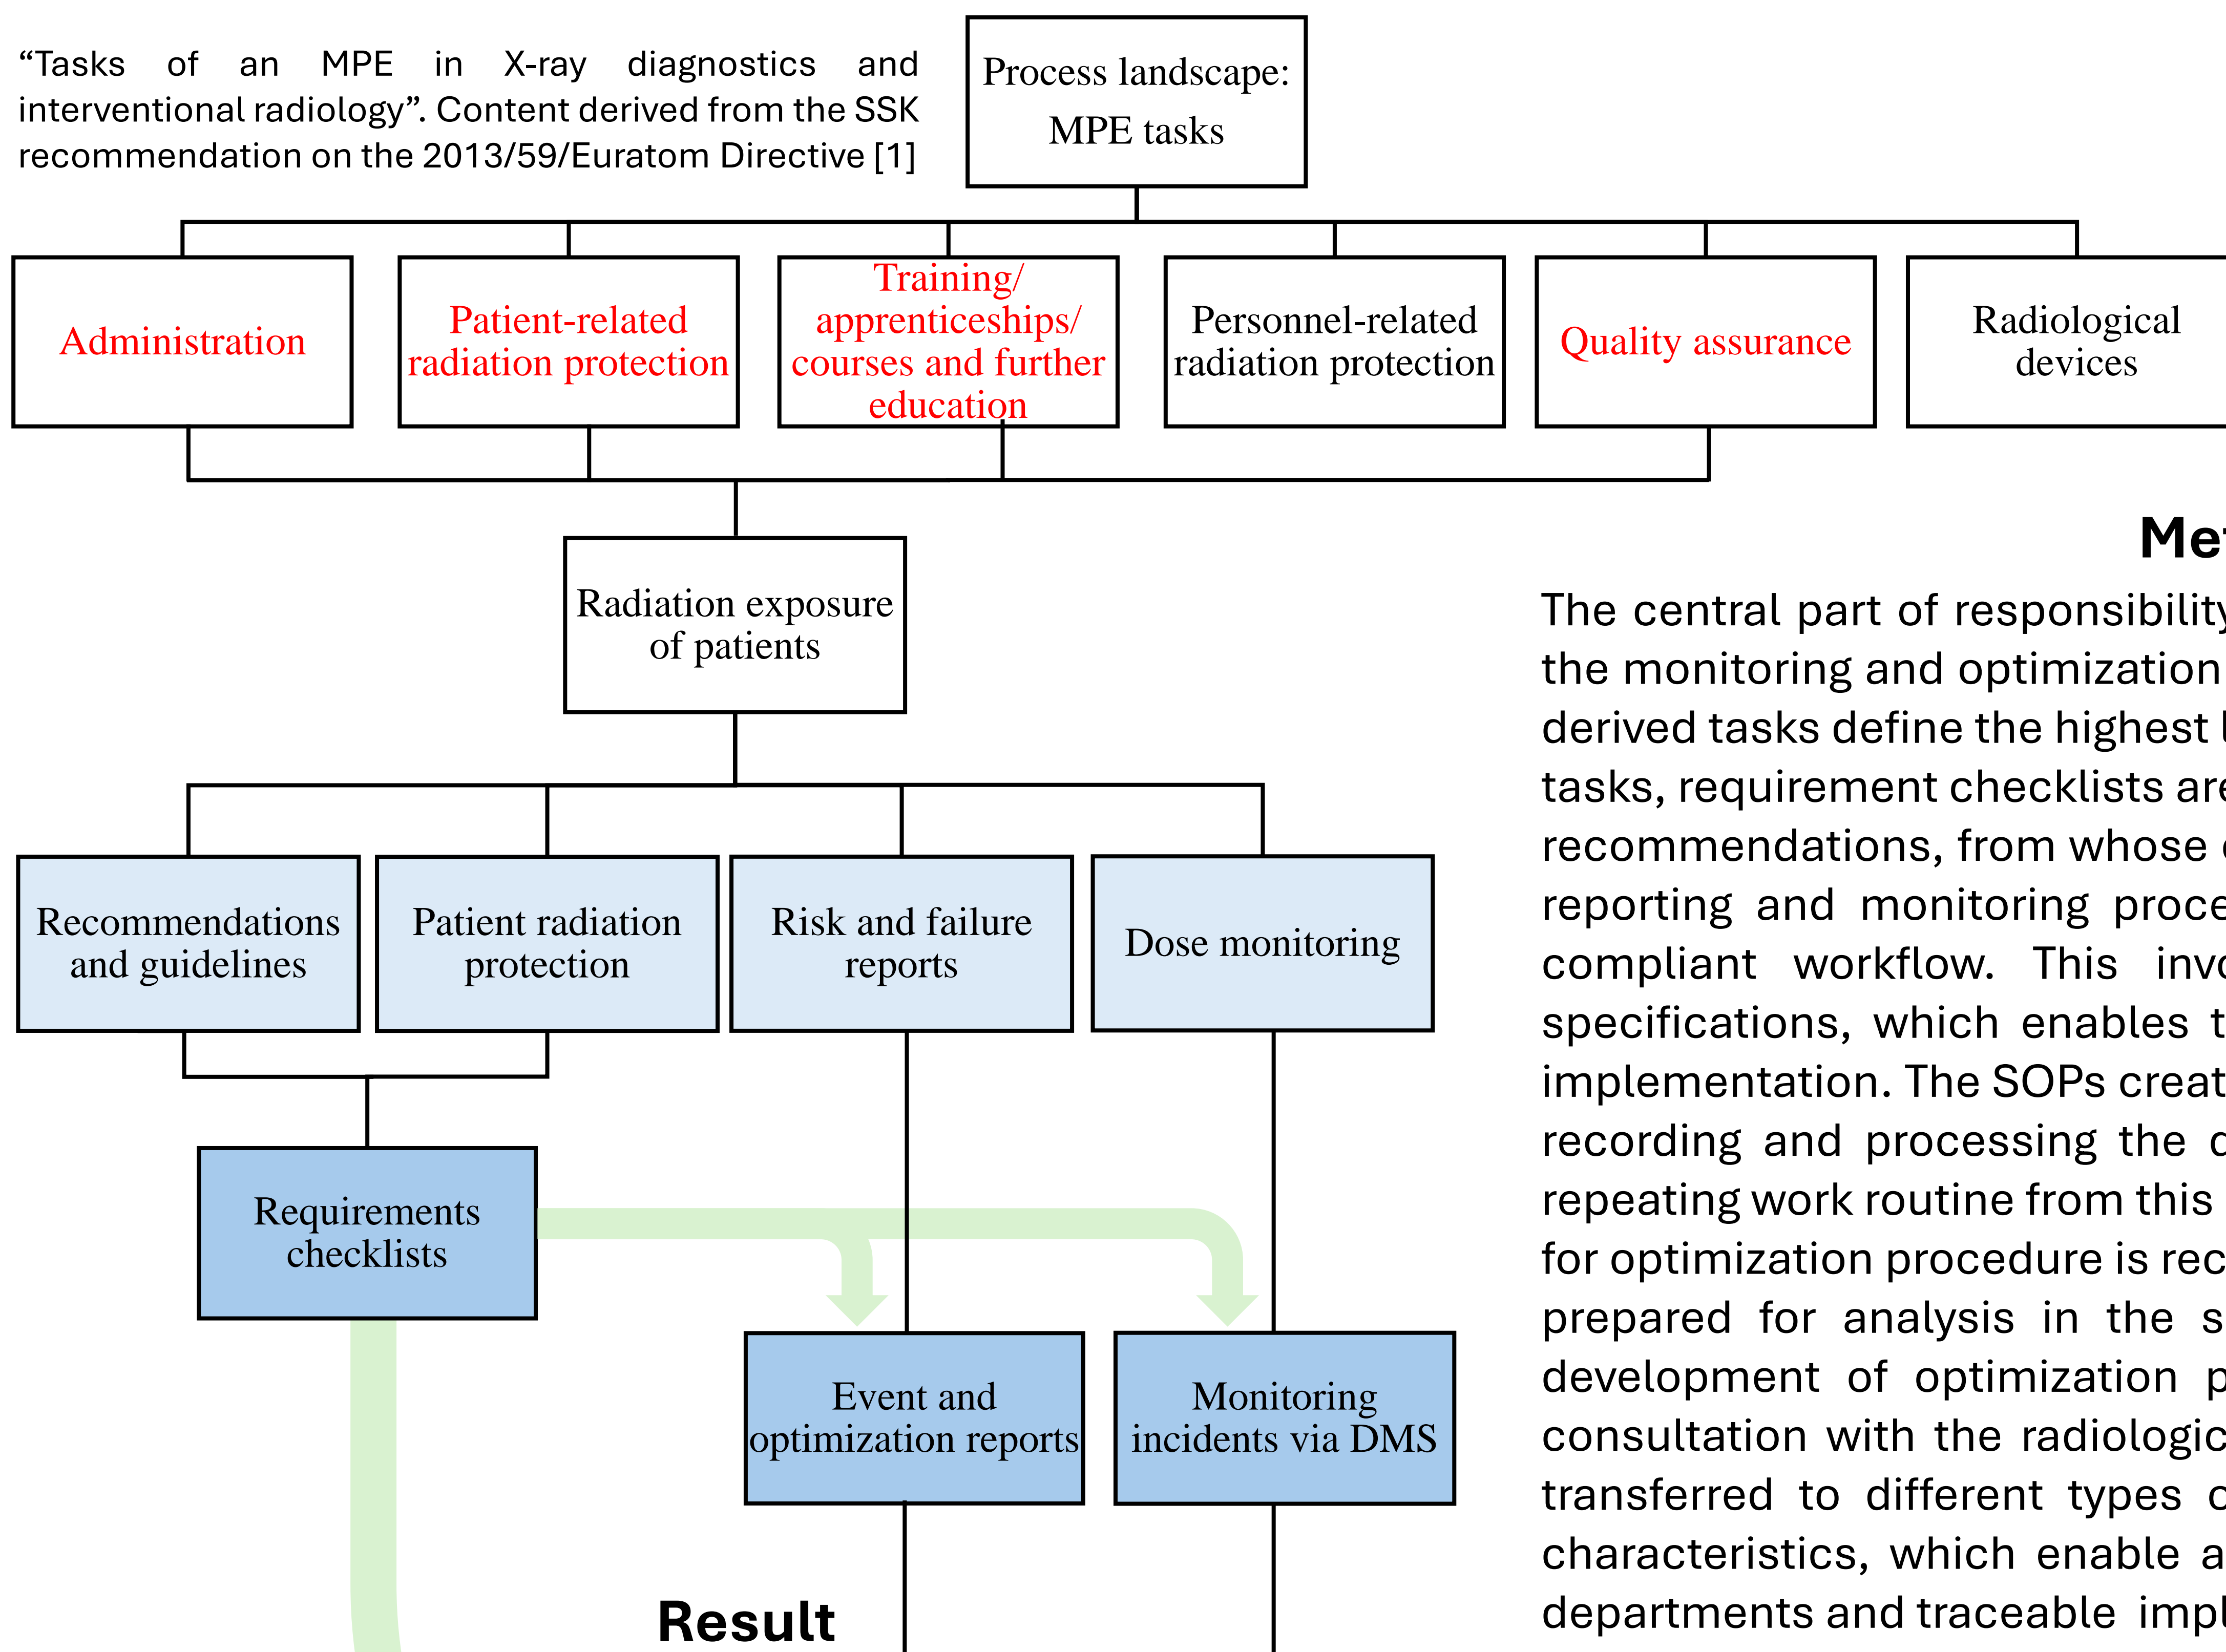 “Tasks of an MPE in X-ray diagnostics and
interventional radiology”. Content derived from the SSK
recommendation on the 2013/59/Euratom Directive [1]
Process landscape:
MPE tasks
Administration
Patient-related
radiation protection
Training/
apprenticeships/
courses and further
education
Personnel-related
radiation protection
Quality assurance
Radiological
devices
Radiation exposure
of patients
Recommendations
and guidelines
Patient radiation
protection
Risk and failure
reports
Dose monitoring
Requirements
checklists
Event and
optimization reports
Monitoring
incidents via DMS
Result
The central part of responsibility
the monitoring and optimization
derived tasks define the highest
tasks, requirement checklists are
recommendations, from whose
reporting and monitoring
compliant workflow. This
specifications, which enables
implementation. The SOPs
recording and processing the
repeating work routine from this
for optimization procedure is
prepared for analysis in the
development of optimization
consultation with the
transferred to different types
characteristics, which enable
departments and traceable